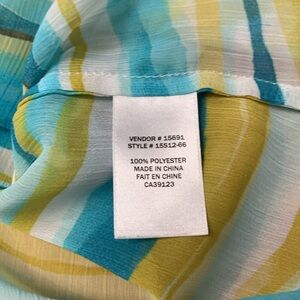 VENDOR # 15691
STYLE # 15512-66
100% POLYESTER
MADE IN CHINA
FAIT EN CHINE
CA39123